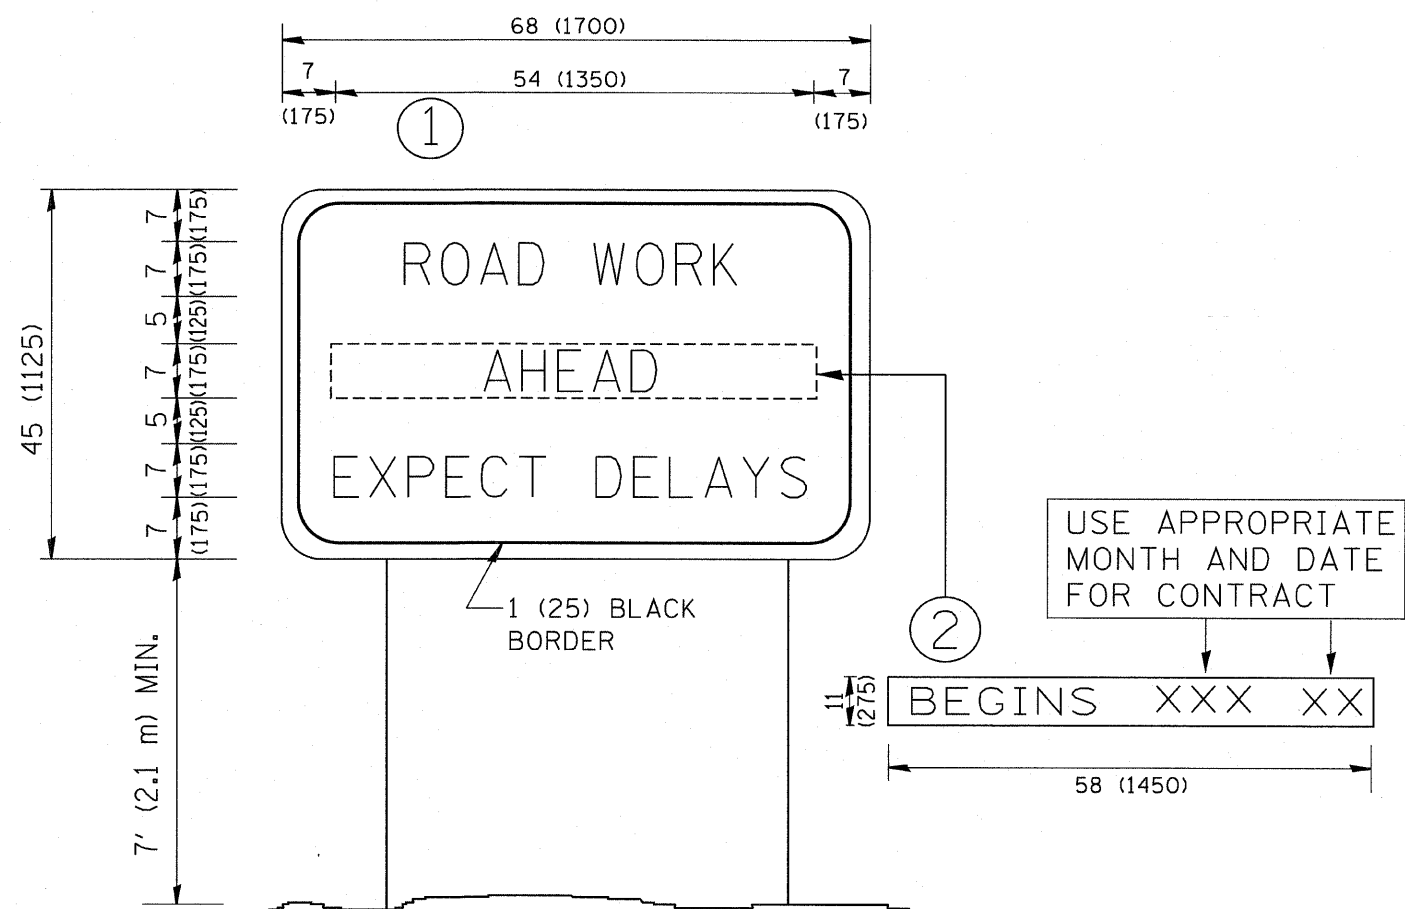 68 (1700)
7
54 (1350)
7
(175)
(175)
1
45 (1125)
7
(175)
7
(175)
5
(125)
7
(175)
5
(125)
7
(175)
7
(175)
ROAD WORK
AHEAD
EXPECT DELAYS
1 (25) BLACK
BORDER
7' (2.1 m) MIN.
2
USE APPROPRIATE
MONTH AND DATE
FOR CONTRACT
11
(275)
BEGINS XXX XX
58 (1450)